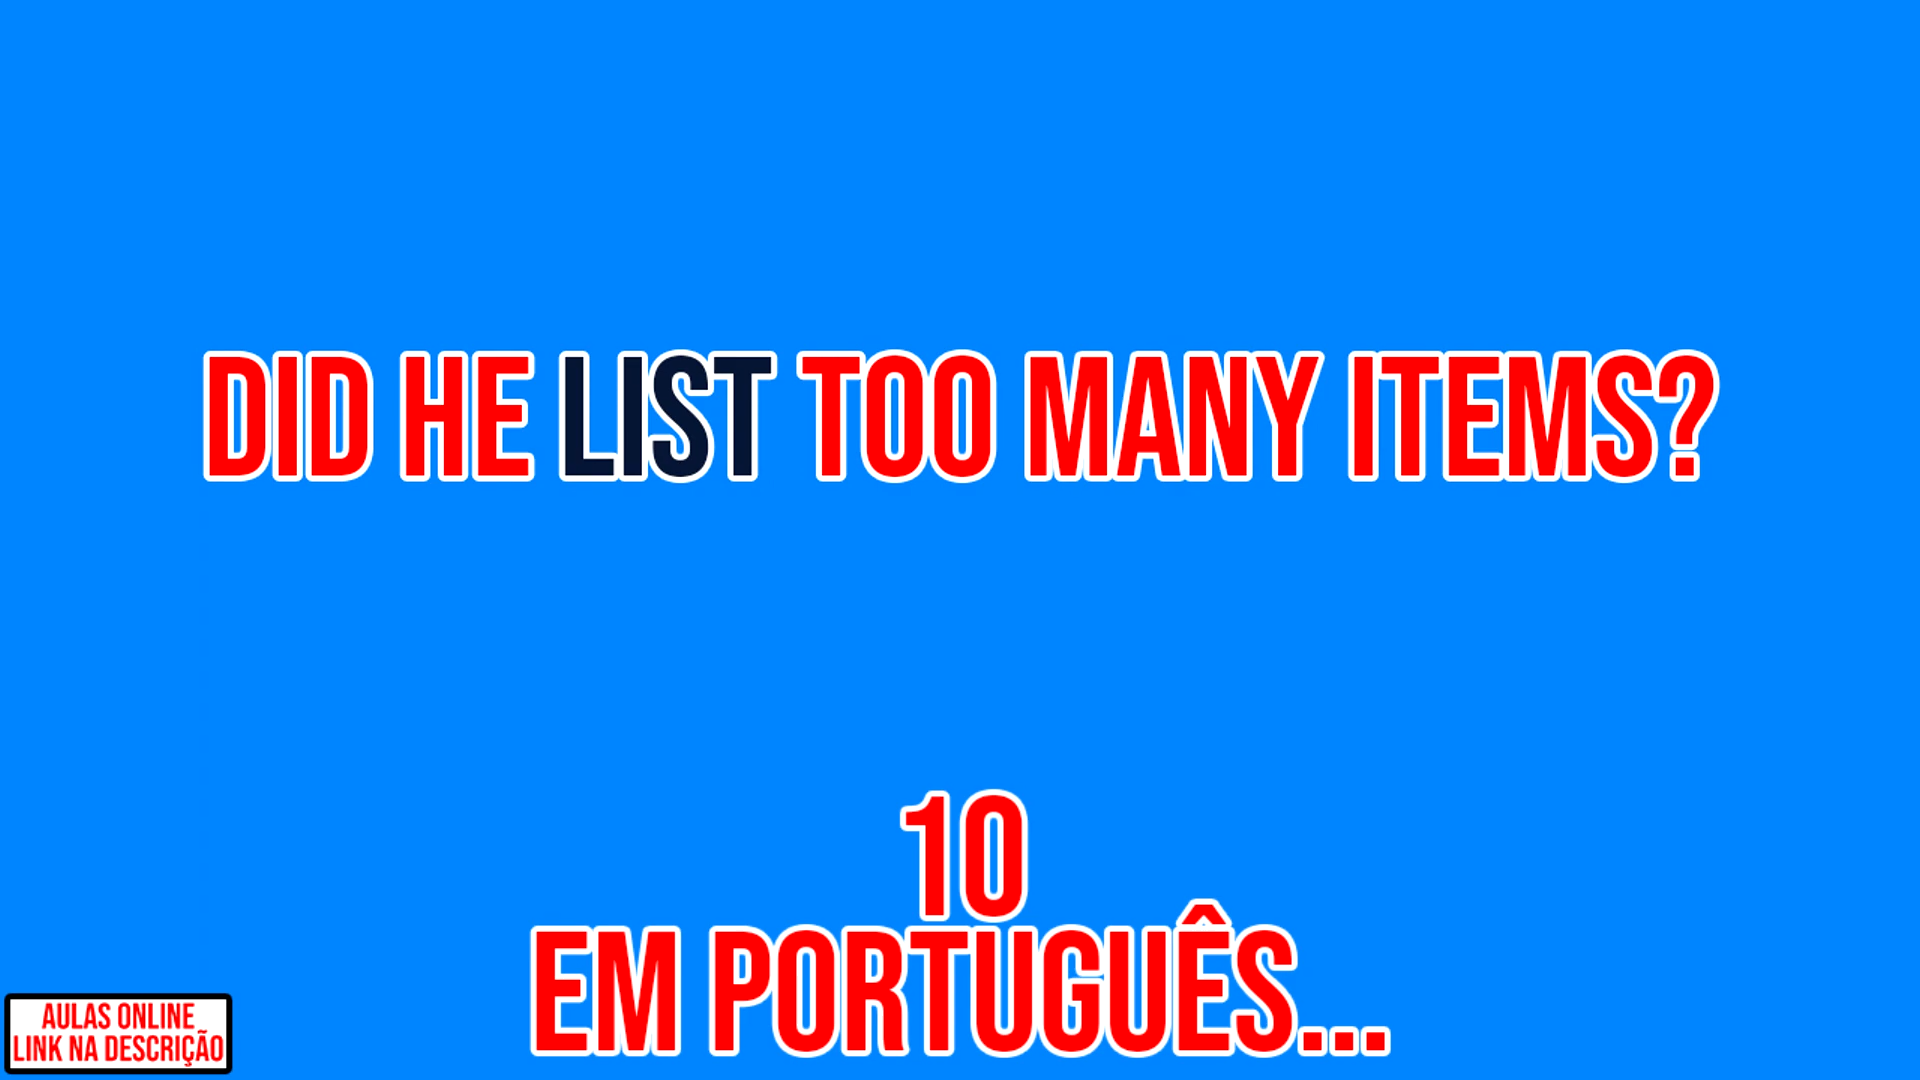 DID HE LIST TOO MANY ITEMS?
10
EM PORTUGUÊS...
AULAS ONLINE
LINK NA DESCRIÇÃO